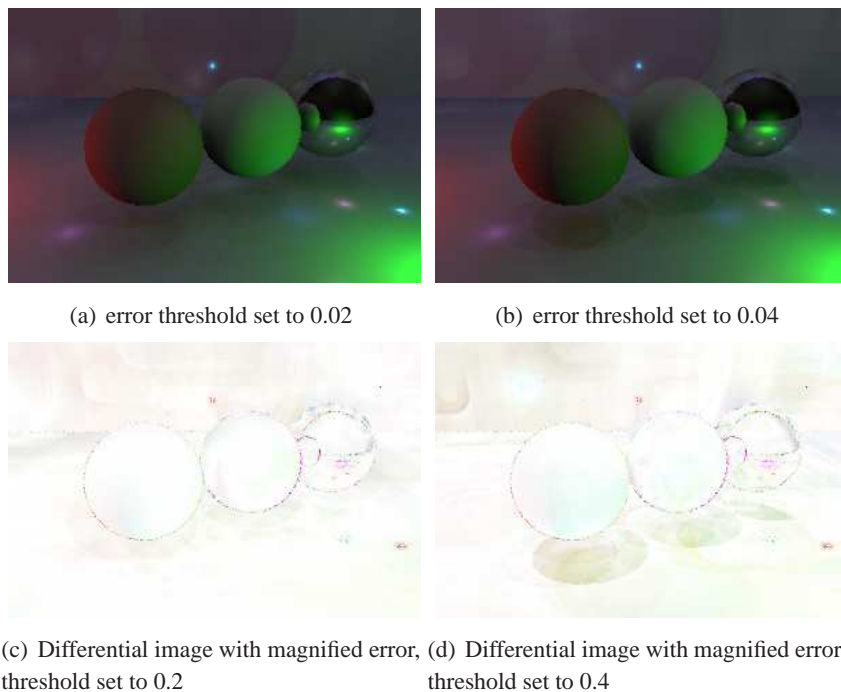 (a) error threshold set to 0.02
(b) error threshold set to 0.04
(c) Differential image with magnified error,
threshold set to 0.2
(d) Differential image with magnified error
threshold set to 0.4